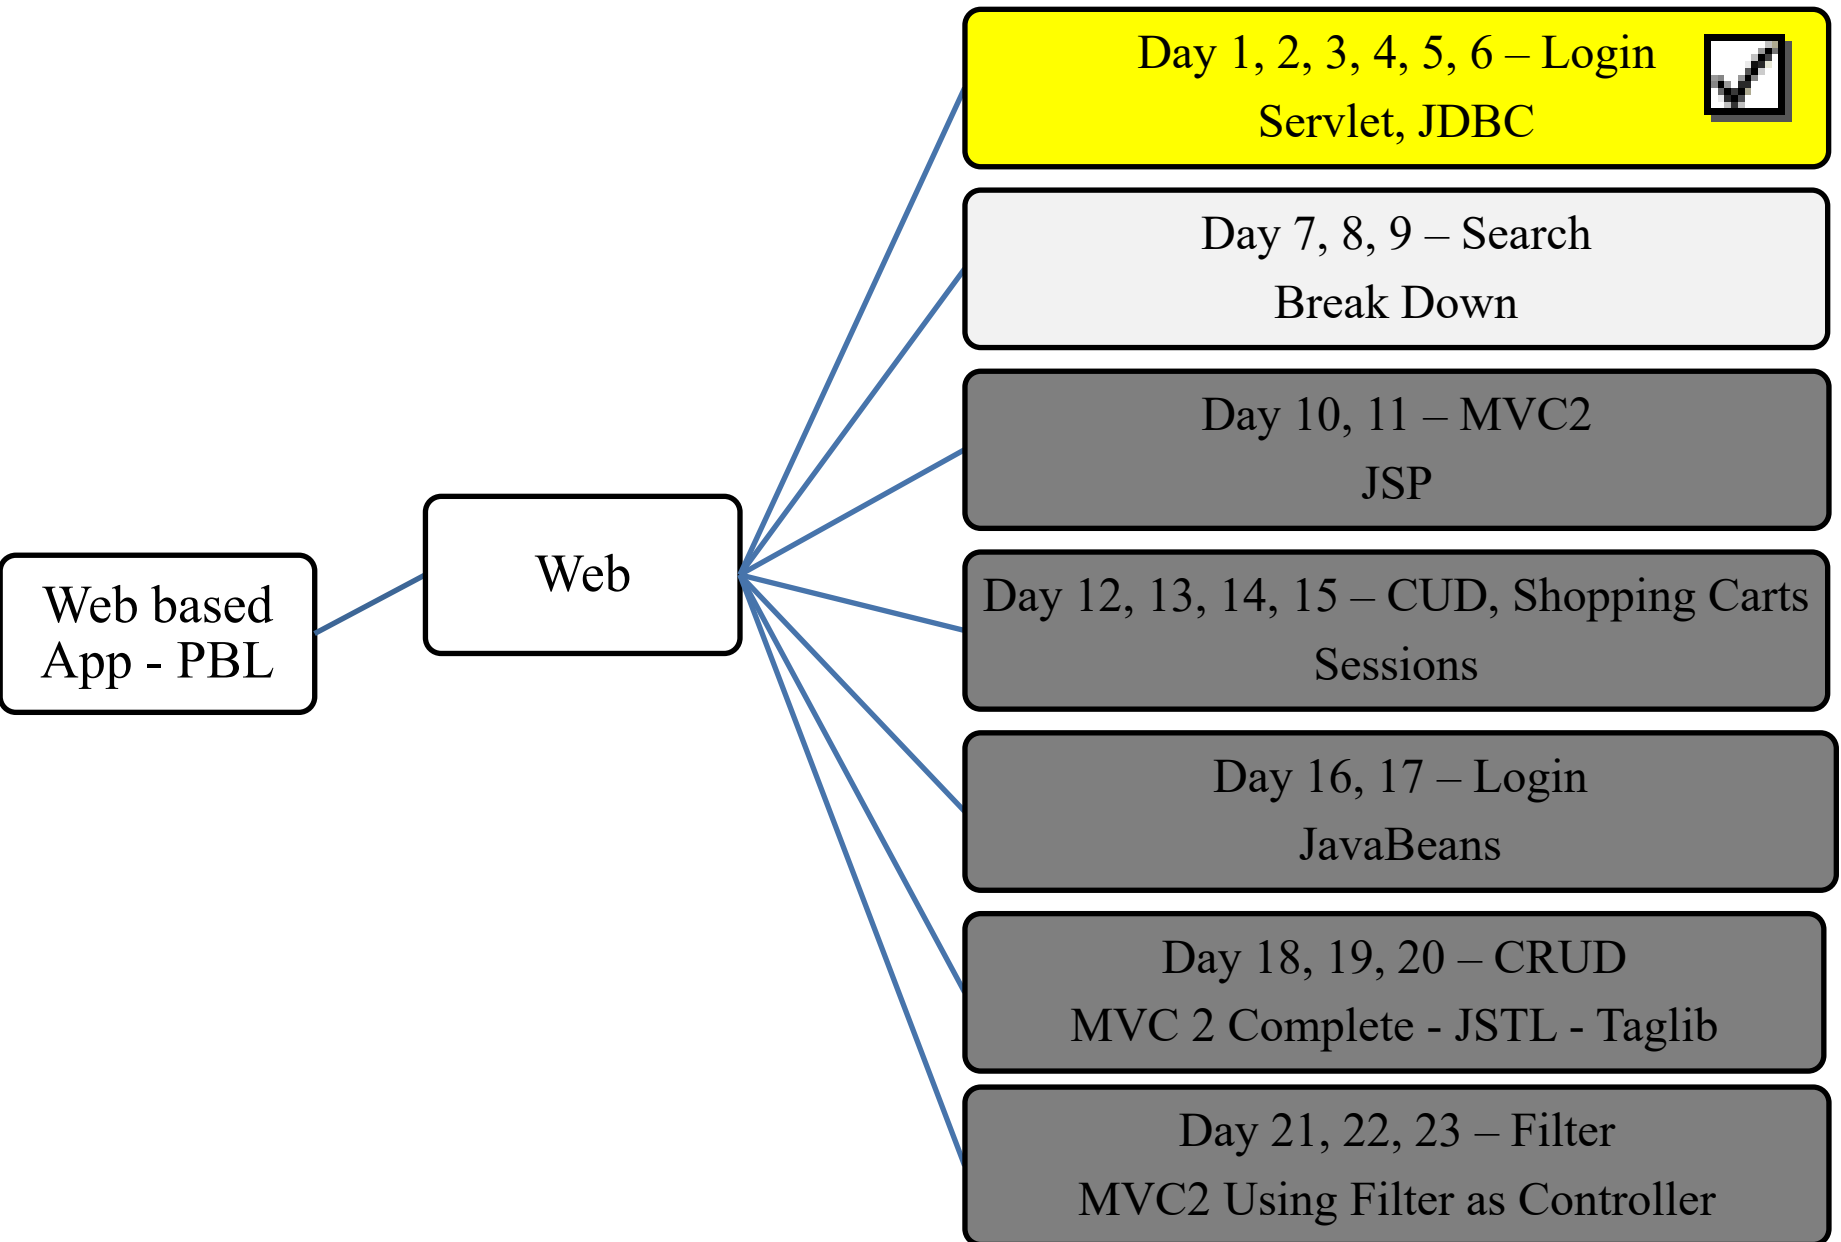 Day 1, 2, 3, 4, 5, 6 – Login
Servlet, JDBC
Day 7, 8, 9 – Search
Break Down
Day 10, 11 – MVC2
JSP
Web
Web based
App - PBL
Day 12, 13, 14, 15 – CUD, Shopping Carts
Sessions
Day 16, 17 – Login
JavaBeans
Day 18, 19, 20 – CRUD
MVC 2 Complete - JSTL - Taglib
Day 21, 22, 23 – Filter
MVC2 Using Filter as Controller